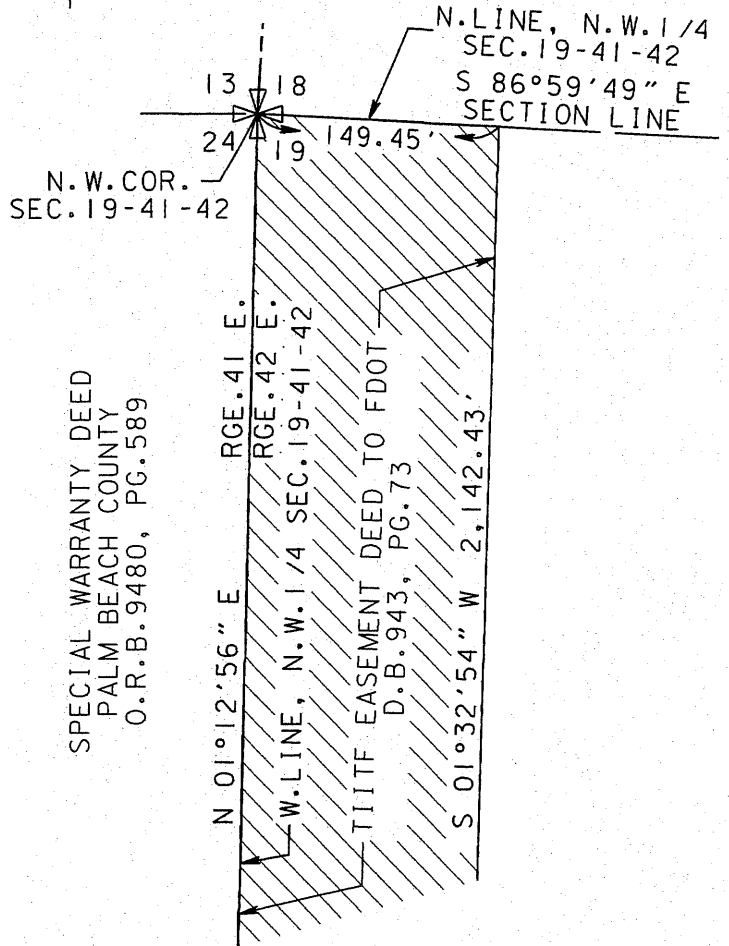 N.LINE, N.W.1/4
SEC.19-41-42
S 86°59'49" E
SECTION LINE
13 18
24 19
149.45'
N.W.COR.
SEC.19-41-42
SPECIAL WARRANTY DEED
PALM BEACH COUNTY
O.R.B.9480, PG.589
RGE.41 E.
RGE.42 E.
N 01°12'56" E
W.LINE, N.W.1/4 SEC.19-41-42
TIITF EASEMENT DEED TO FDOT
D.B.943, PG.73
S 01°32'54" W 2,142.43'